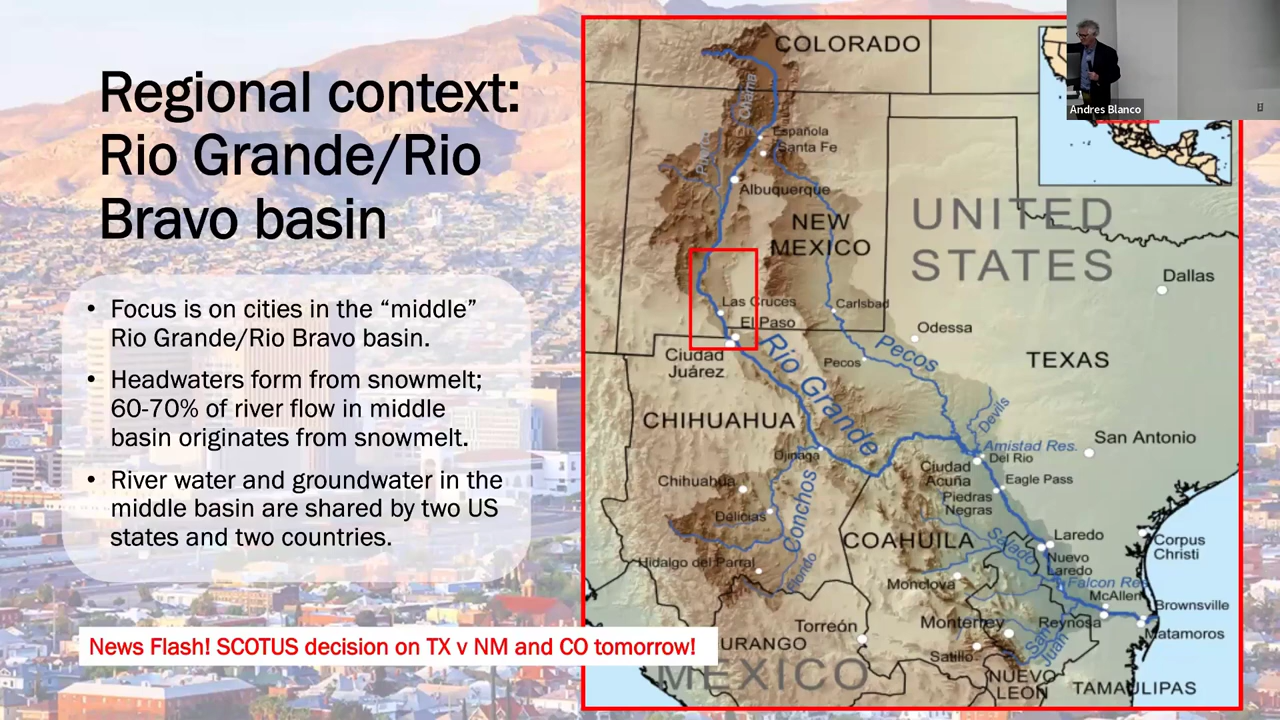 Regional context:
Rio Grande/Rio
Bravo basin
• Focus is on cities in the “middle”
Rio Grande/Rio Bravo basin.
• Headwaters form from snowmelt;
60-70% of river flow in middle
basin originates from snowmelt.
• River water and groundwater in the
middle basin are shared by two US
states and two countries.
News Flash! SCOTUS decision on TX v NM and CO tomorrow!
Andres Blanco
COLORADO
Chama
Española
Santa Fe
Albuquerque
NEW
MEXICO
UNITED
STATES
Dallas
Las Cruces
Carlsbad
El Paso
Odessa
Ciudad
Juárez
Rio Grande
Pecos
Pecos
TEXAS
CHIHUAHUA
Devils
Amistad Res.
San Antonio
Ojinaga
Del Rio
Ciudad
Acuña
Eagle Pass
Chihuahua
Piedras
Negras
Conchos
Delicias
COAHUILA
Salado
Laredo
Corpus
Christi
Nuevo
Laredo
Hidalgo del Parral
Florido
Monclova
Falcon Res
McAllen
Brownsville
Torreón
Monterrey
Reynosa
Matamoros
San
Juan
URANGO
Satillo
MEXICO
NUEVO
LEÓN
TAMAULIPAS